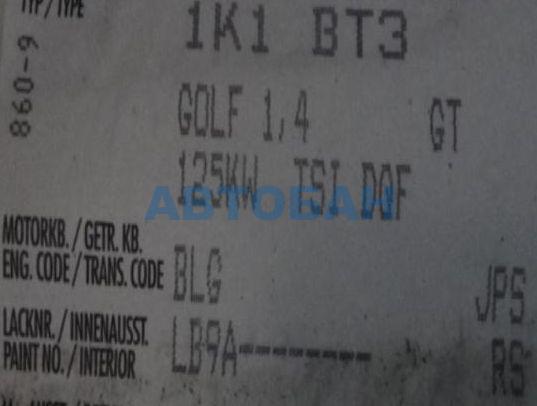 TYP/TYPE
1K1 BT3
860-9
GOLF 1,4 GT
125KW TSI DQF
АВТОБАН
MOTORKB./GETR. KB.
ENG. CODE/TRANS. CODE
BLG JPS
LACKNR./INNENAUSST.
PAINT NO./INTERIOR
LB9A------- RS